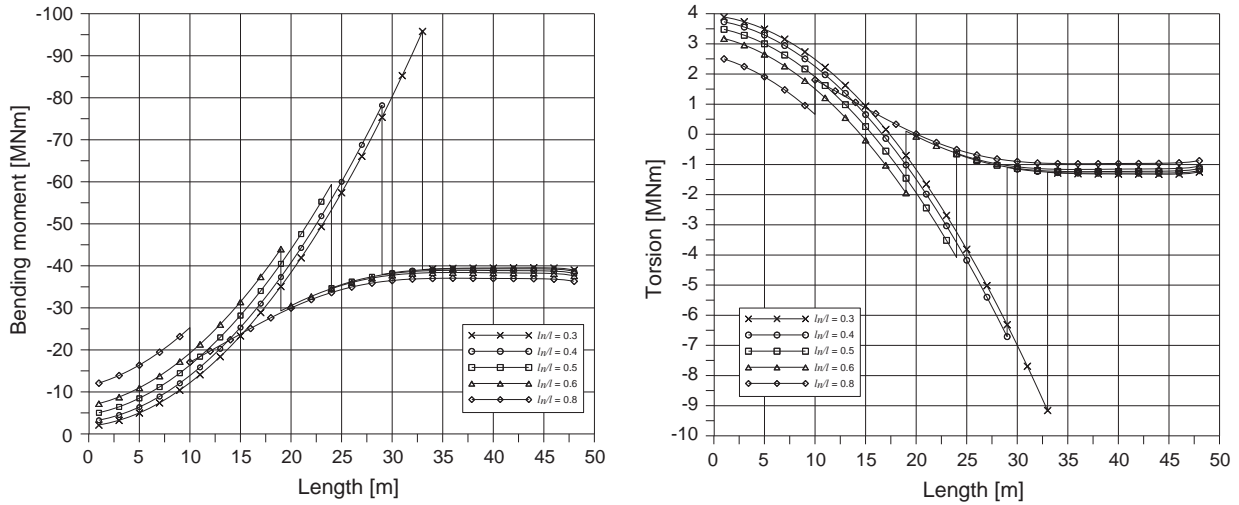 Bending moment [MNm]
-100
-90
-80
-70
-60
-50
-40
-30
-20
-10
0
0 5 10 15 20 25 30 35 40 45 50
Length [m]
ln/l = 0.3
ln/l = 0.4
ln/l = 0.5
ln/l = 0.6
ln/l = 0.8
Torsion [MNm]
4
3
2
1
0
-1
-2
-3
-4
-5
-6
-7
-8
-9
-10
0 5 10 15 20 25 30 35 40 45 50
Length [m]
ln/l = 0.3
ln/l = 0.4
ln/l = 0.5
ln/l = 0.6
ln/l = 0.8